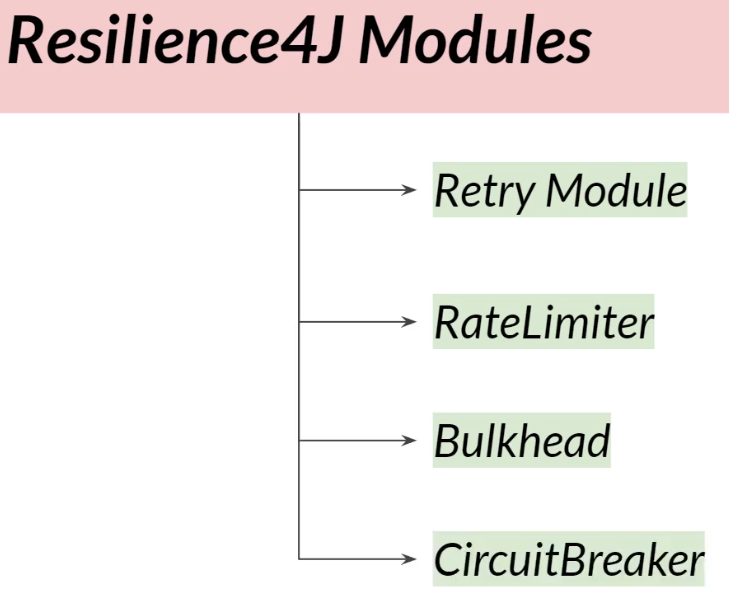 Resilience4J Modules
Retry Module
RateLimiter
Bulkhead
CircuitBreaker